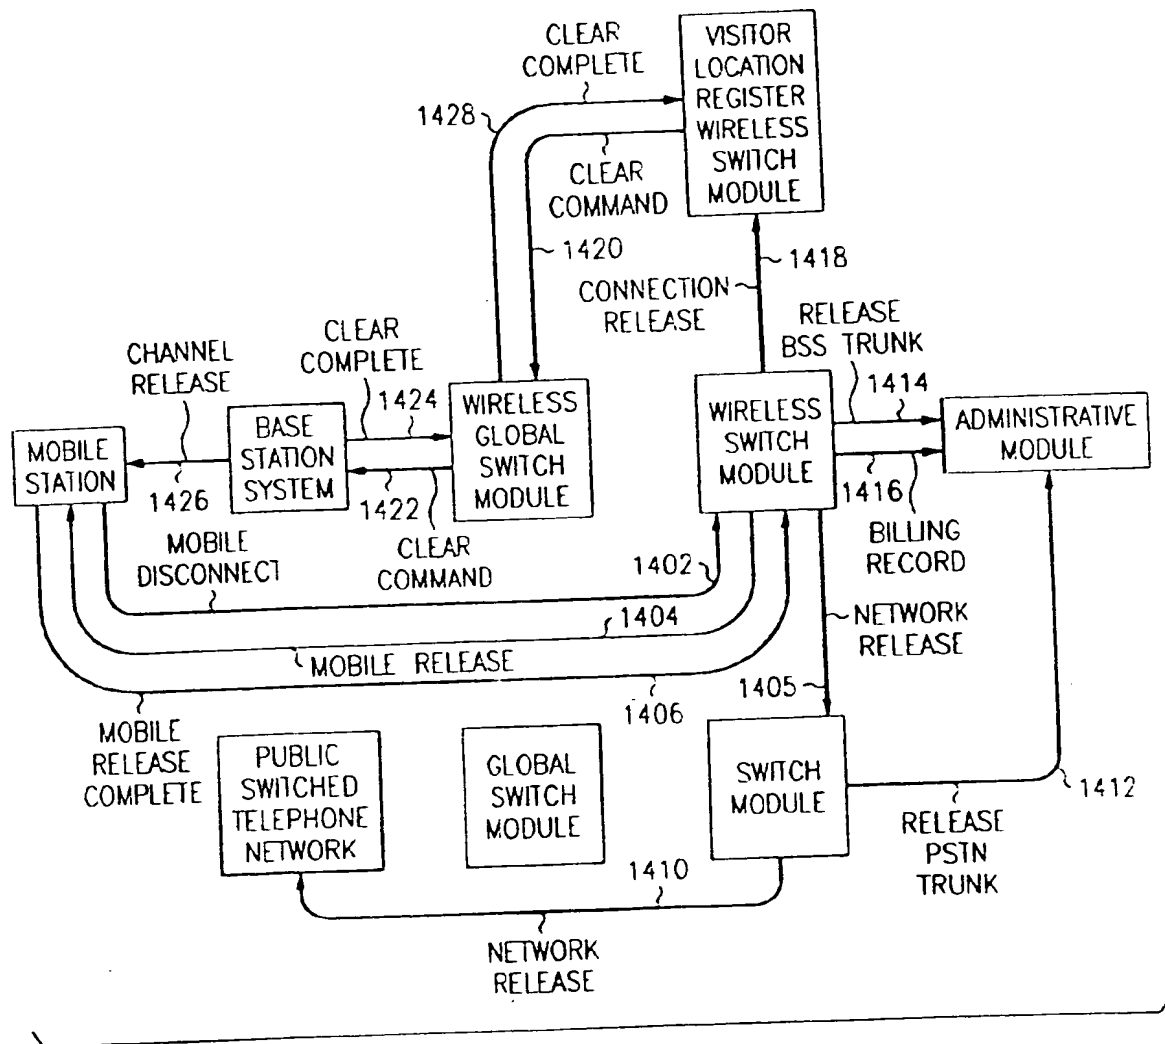 CLEAR
COMPLETE
1428
VISITOR
LOCATION
REGISTER
WIRELESS
SWITCH
MODULE
CLEAR
COMMAND
1420
1418
CONNECTION
RELEASE
RELEASE
BSS TRUNK
1414
CHANNEL
RELEASE
CLEAR
COMPLETE
1424
MOBILE
STATION
BASE
STATION
SYSTEM
WIRELESS
GLOBAL
SWITCH
MODULE
WIRELESS
SWITCH
MODULE
ADMINISTRATIVE
MODULE
1426
1422
1416
MOBILE
DISCONNECT
CLEAR
COMMAND
1402
BILLING
RECORD
1404
NETWORK
RELEASE
MOBILE RELEASE
1405
1406
MOBILE
RELEASE
COMPLETE
PUBLIC
SWITCHED
TELEPHONE
NETWORK
GLOBAL
SWITCH
MODULE
SWITCH
MODULE
1412
RELEASE
PSTN
TRUNK
1410
NETWORK
RELEASE